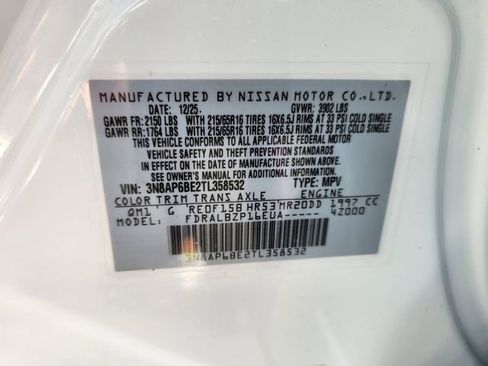 MANUFACTURED BY NISSAN MOTOR CO.,LTD.
DATE: 12/25. GVWR: 3902 LBS
GAWR FR: 2150 LBS WITH 215/65R16 TIRES 16X6.5J RIMS AT 33 PSI COLD SINGLE
GAWR RR: 1764 LBS WITH 215/65R16 TIRES 16X6.5J RIMS AT 33 PSI COLD SINGLE
THIS VEHICLE CONFORMS TO ALL APPLICABLE FEDERAL MOTOR
VEHICLE SAFETY AND THEFT PREVENTION STANDARDS
IN EFFECT ON THE DATE OF MANUFACTURE SHOWN ABOVE.
SEE OWNER'S MANUAL FOR ADDITIONAL INFORMATION
VIN: 3N8AP6BE2TL358532 TYPE: MPV
COLOR TRIM TRANS AXLE ENGINE
QM1 G RE0F15B HR53 MR20DD 1997 CC
MODEL: FDRALBZP16EUA----- 4Z000
3N8AP6BE2TL358532